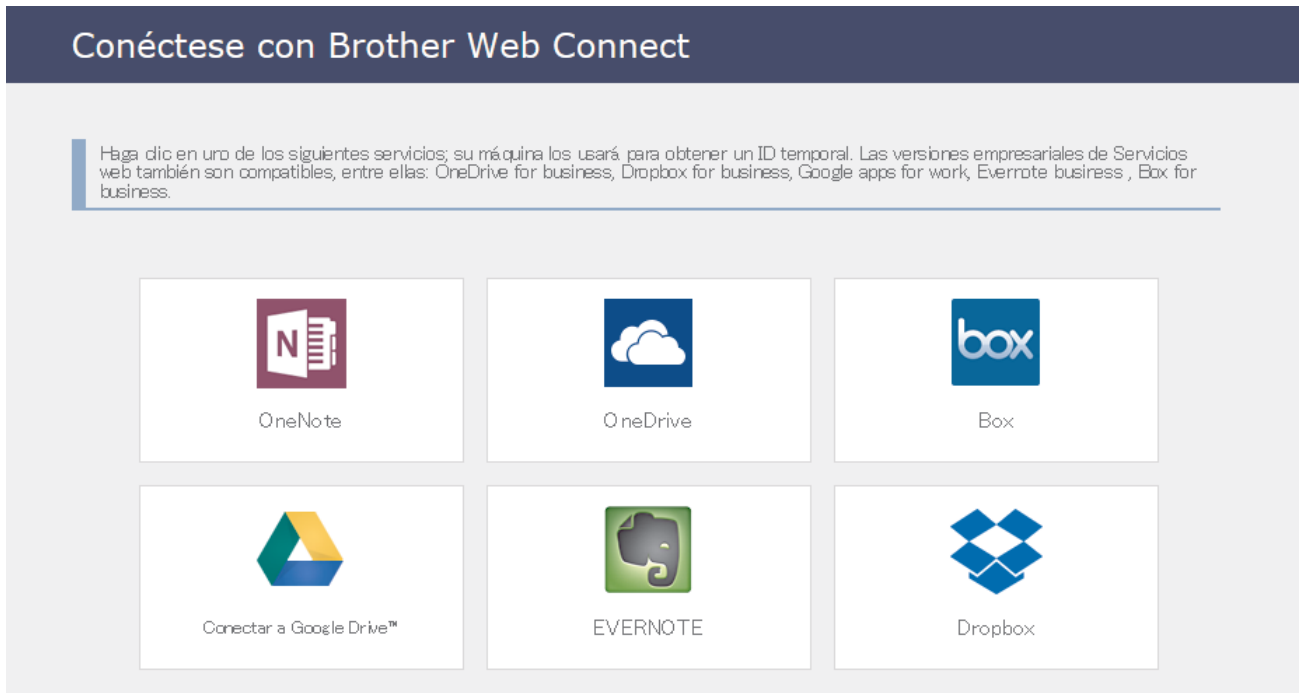 Conéctese con Brother Web Connect
Haga clic en uno de los siguientes servicios; su máquina los usará para obtener un ID temporal. Las versiones empresariales de Servicios
web también son compatibles, entre ellas: OneDrive for business, Dropbox for business, Google apps for work, Evernote business , Box for
business.
N
box
OneNote
OneDrive
Box
Conectar a Google Drive™
EVERNOTE
Dropbox